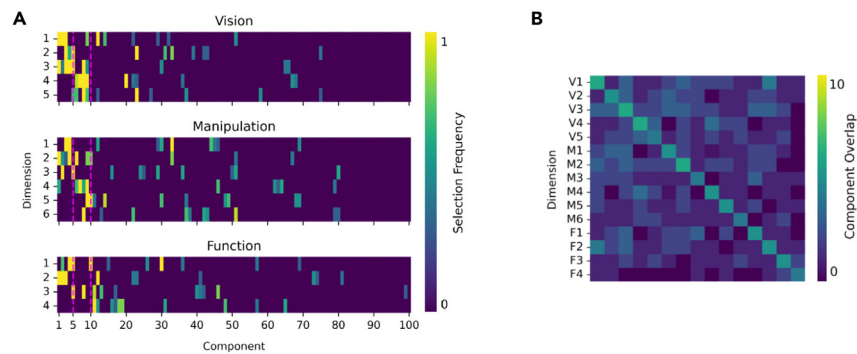 A
Vision
1
2
3
4
5
Manipulation
1
2
3
4
5
6
Dimension
Function
1
2
3
4
1 5 10 20 30 40 50 60 70 80 90 100
Component
1
Selection Frequency
0
B
V1
V2
V3
V4
V5
M1
M2
M3
M4
M5
M6
F1
F2
F3
F4
Dimension
10
Component Overlap
0